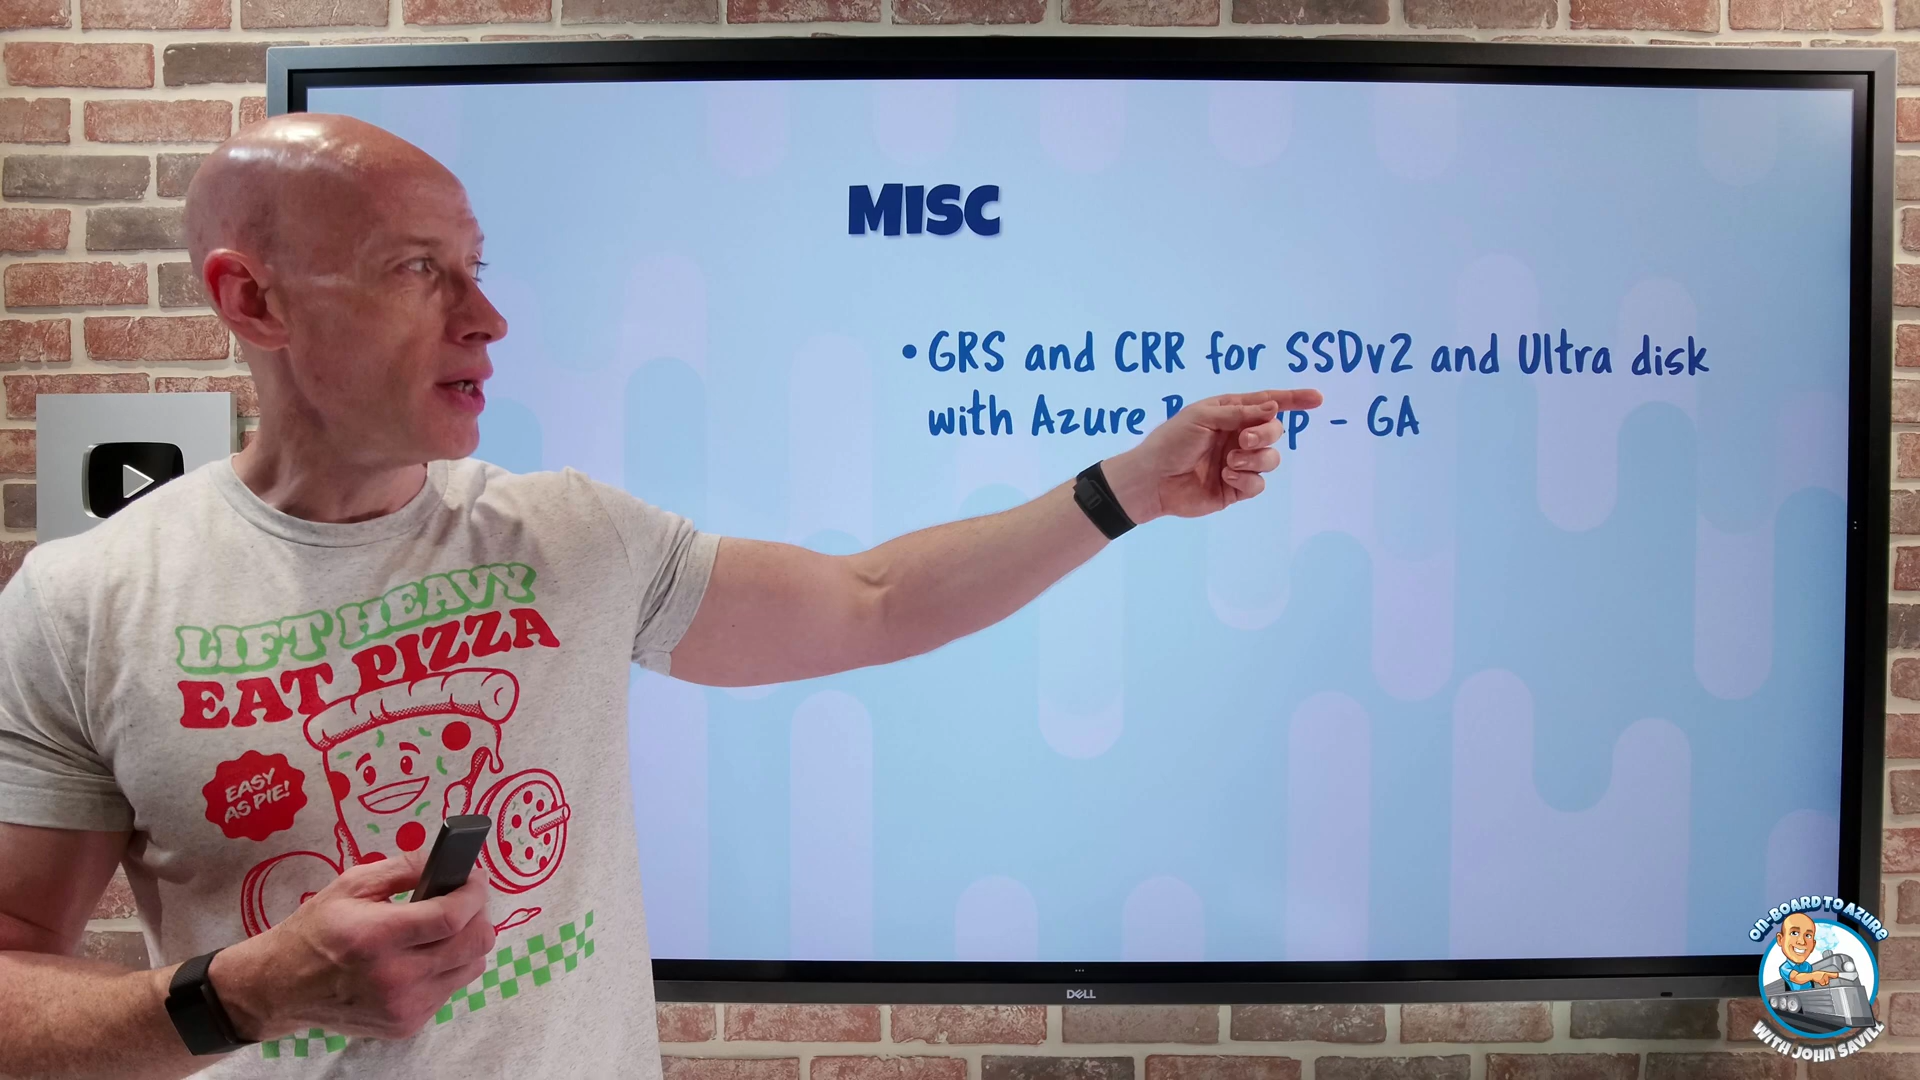 MISC
• GRS and CRR for SSDv2 and Ultra disk
with Azure - GA
LIFT HEAVY
EAT PIZZA
EASY
AS PIE!
DELL
ON-BOARD TO AZURE
WITH JOHN SAVILL